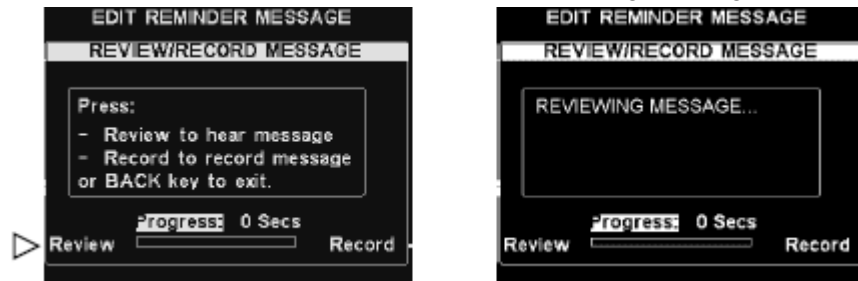 EDIT REMINDER MESSAGE
REVIEW/RECORD MESSAGE
Press:
- Review to hear message
- Record to record message
or BACK key to exit.
Progress: 0 Secs
Review Record
EDIT REMINDER MESSAGE
REVIEW/RECORD MESSAGE
REVIEWING MESSAGE...
Progress: 0 Secs
Review Record